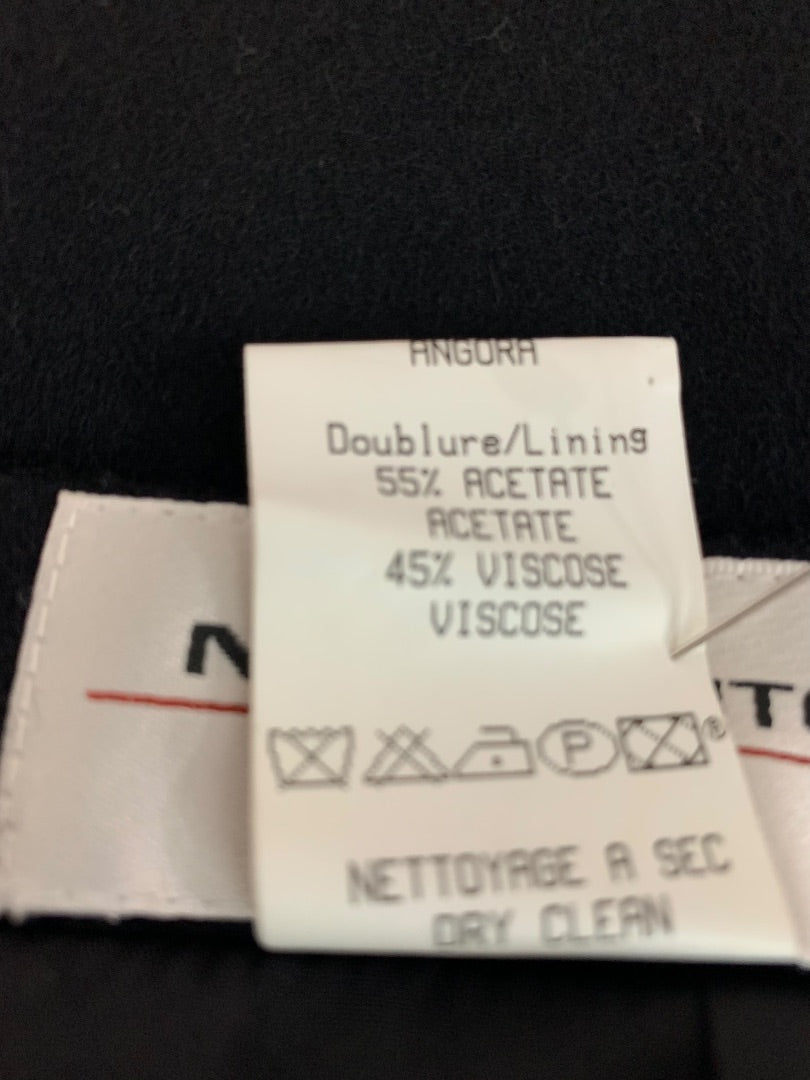 ANGORA
Doublure/Lining
55% ACETATE
ACETATE
45% VISCOSE
VISCOSE
P
®
NETTOYAGE A SEC
DRY CLEAN